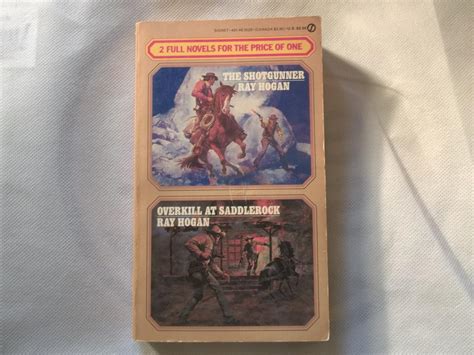 2 FULL NOVELS FOR THE PRICE OF ONE
THE SHOTGUNNER
RAY HOGAN
OVERKILL AT SADDLEROCK
RAY HOGAN